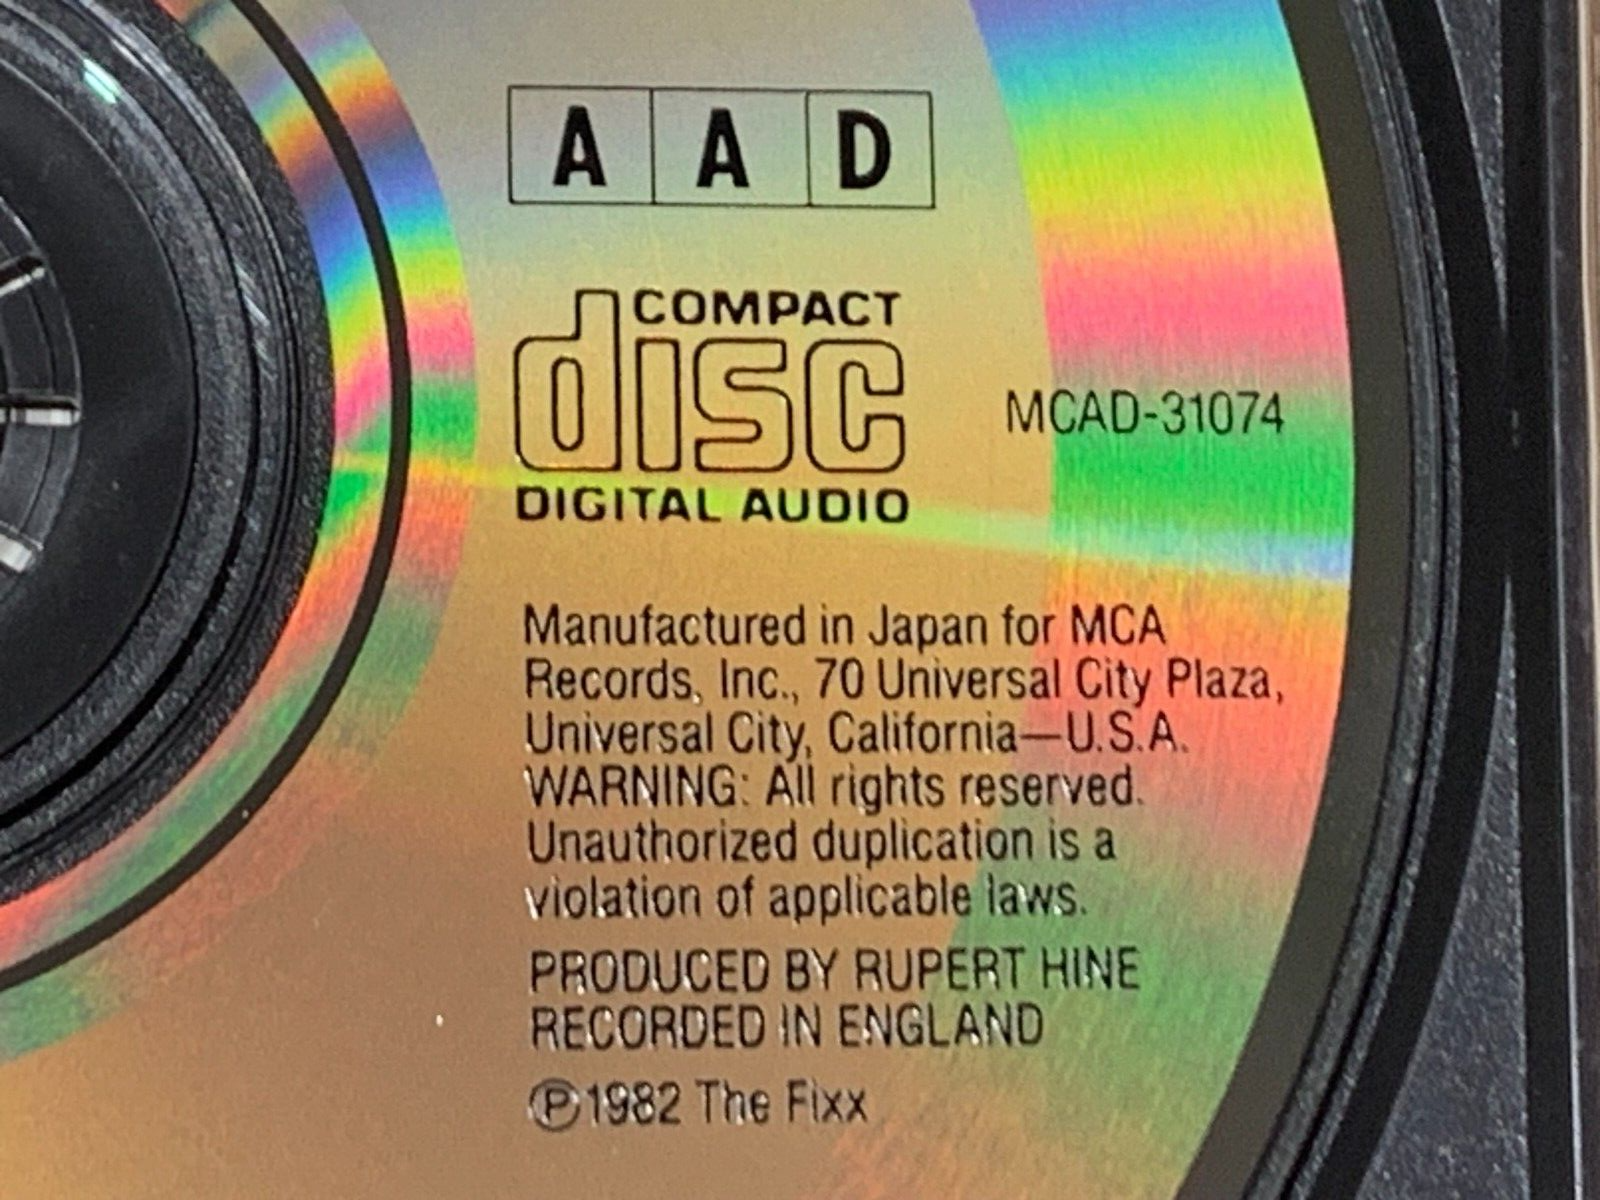 AAD
COMPACT
disc
DIGITAL AUDIO
MCAD-31074
Manufactured in Japan for MCA
Records, Inc., 70 Universal City Plaza,
Universal City, California—U.S.A.
WARNING: All rights reserved.
Unauthorized duplication is a
violation of applicable laws.
PRODUCED BY RUPERT HINE
RECORDED IN ENGLAND
℗1982 The Fixx